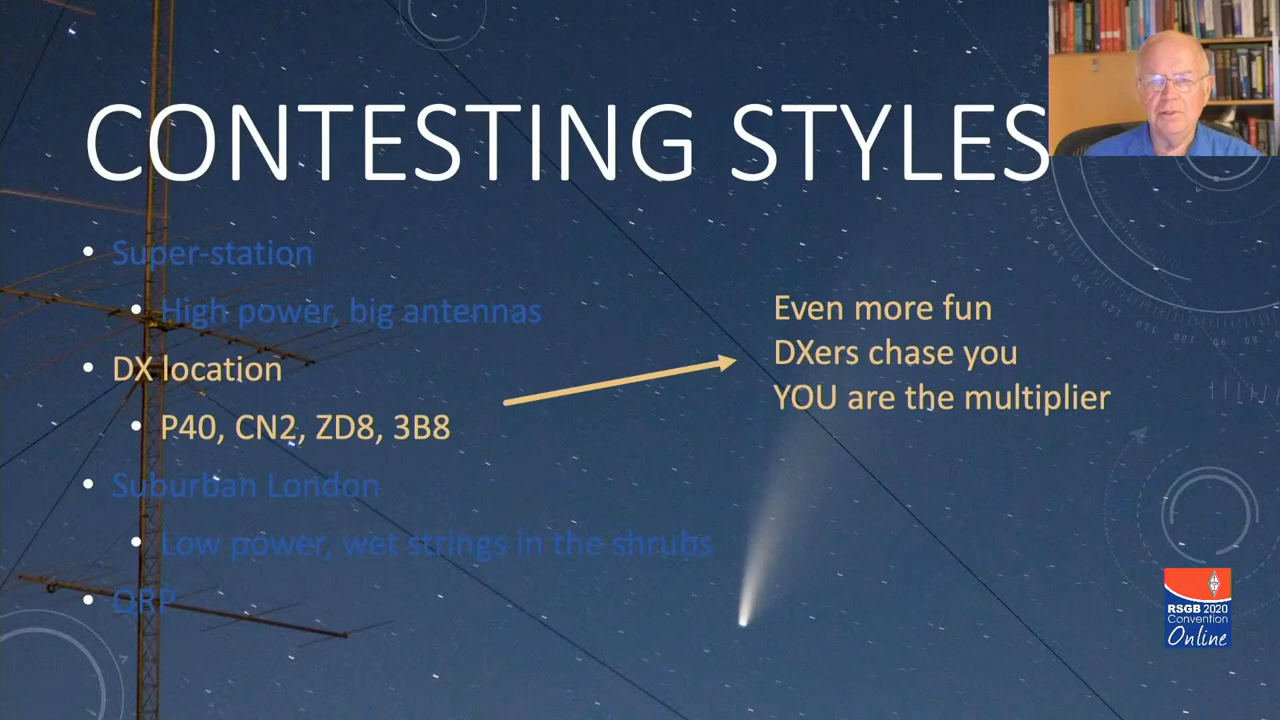 CONTESTING STYLES
• Super-station
• High power, big antennas
• DX location
• P40, CN2, ZD8, 3B8
• Suburban London
• Low power, wet strings in the shrubs
• QRP
Even more fun
DXers chase you
YOU are the multiplier
RSGB 2020
Convention
Online